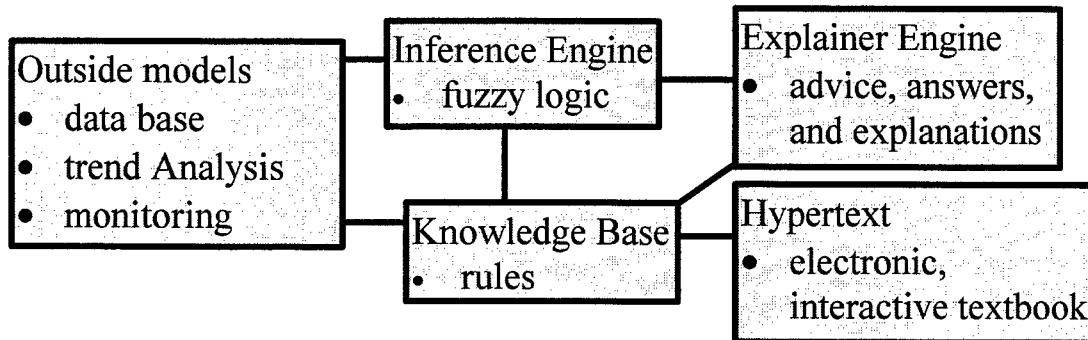 Outside models
• data base
• trend Analysis
• monitoring
Inference Engine
• fuzzy logic
Knowledge Base
• rules
Explainer Engine
• advice, answers,
and explanations
Hypertext
• electronic,
interactive textbook